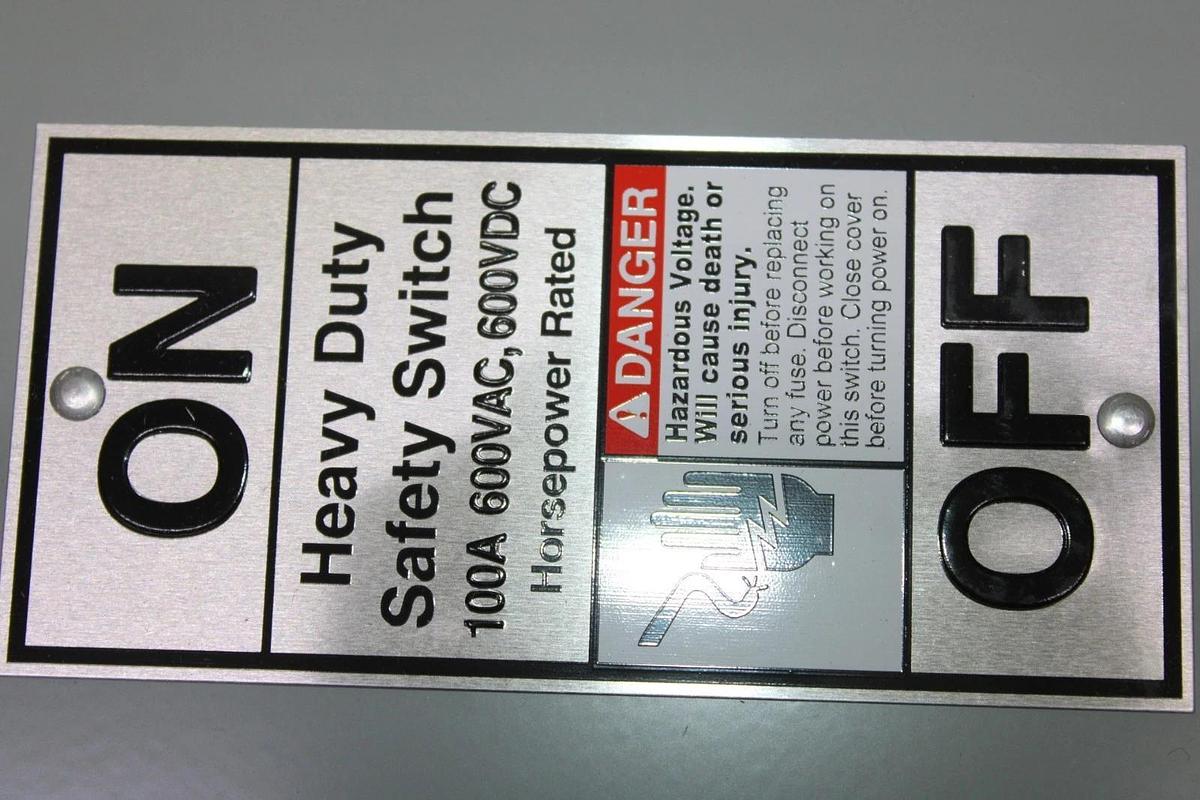 ON
Heavy Duty
Safety Switch
100A 600VAC, 600VDC
Horsepower Rated
DANGER
Hazardous Voltage.
Will cause death or
serious injury.
Turn off before replacing
any fuse. Disconnect
power before working on
this switch. Close cover
before turning power on.
OFF